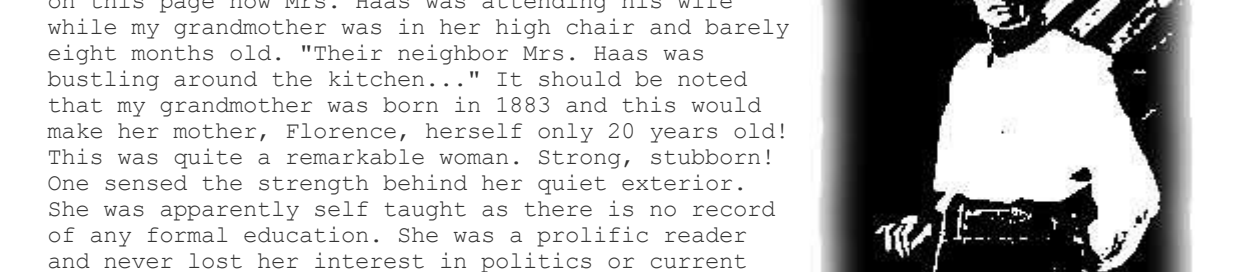 on this page how Mrs. Haas was attending his wife
while my grandmother was in her high chair and barely
eight months old. "Their neighbor Mrs. Haas was
bustling around the kitchen..." It should be noted
that my grandmother was born in 1883 and this would
make her mother, Florence, herself only 20 years old!
This was quite a remarkable woman. Strong, stubborn!
One sensed the strength behind her quiet exterior.
She was apparently self taught as there is no record
of any formal education. She was a prolific reader
and never lost her interest in politics or current